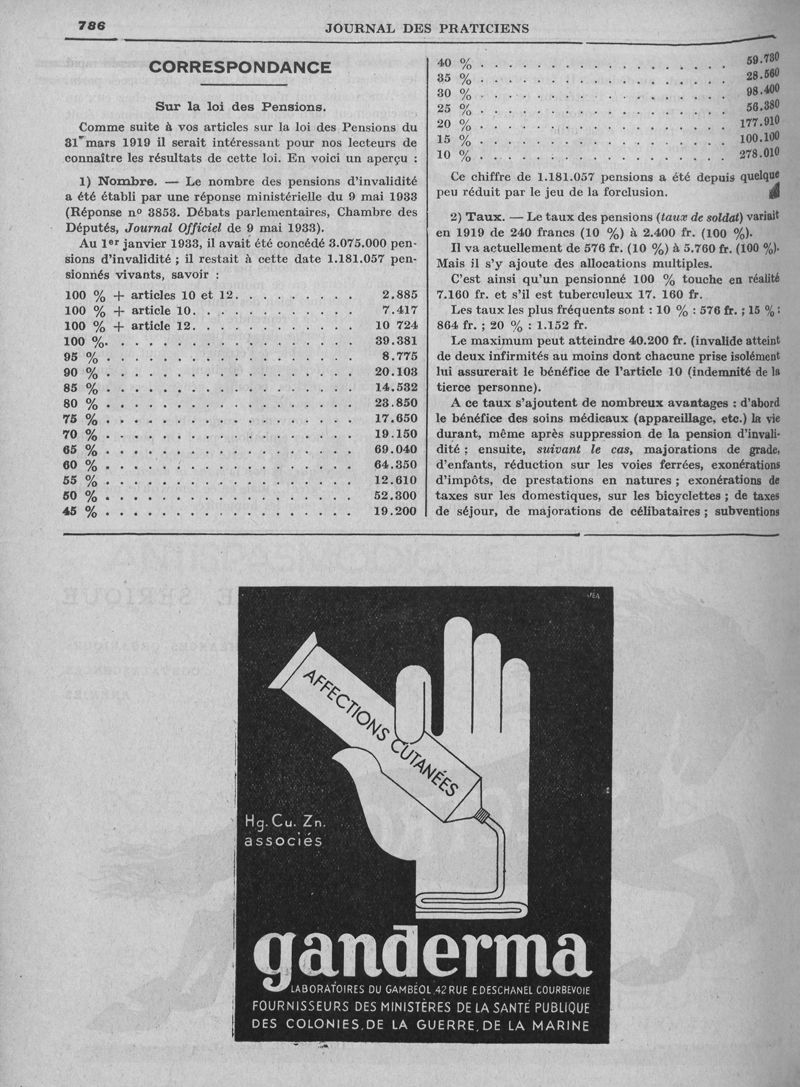 786
JOURNAL DES PRATICIENS
CORRESPONDANCE
Sur la loi des Pensions.
Comme suite à vos articles sur la loi des Pensions du
31 mars 1919 il serait intéressant pour nos lecteurs de
connaître les résultats de cette loi. En voici un aperçu :
1) Nombre. — Le nombre des pensions d'invalidité
a été établi par une réponse ministérielle du 9 mai 1933
(Réponse nº 3853. Débats parlementaires, Chambre des
Députés, Journal Officiel de 9 mai 1933).
Au 1er janvier 1933, il avait été concédé 3.075.000 pen-
sions d'invalidité ; il restait à cette date 1.181.057 pen-
sionnés vivants, savoir :
100 % + articles 10 et 12. . . . . . . . . 2.885
100 % + article 10. . . . . . . . . . . . 7.417
100 % + article 12. . . . . . . . . . . . 10 724
100 %. . . . . . . . . . . . . . . . . 39.381
95 % . . . . . . . . . . . . . . . . . 8.775
90 % . . . . . . . . . . . . . . . . . 20.103
85 % . . . . . . . . . . . . . . . . . 14.532
80 % . . . . . . . . . . . . . . . . . 23.850
75 % . . . . . . . . . . . . . . . . . 17.650
70 % . . . . . . . . . . . . . . . . . 19.150
65 % . . . . . . . . . . . . . . . . . 69.040
60 % . . . . . . . . . . . . . . . . . 64.350
55 % . . . . . . . . . . . . . . . . . 12.610
50 % . . . . . . . . . . . . . . . . . 52.300
45 % . . . . . . . . . . . . . . . . . 19.200
40 % . . . . . . . . . . . . . . . . . 59.730
35 % . . . . . . . . . . . . . . . . . 28.560
30 % . . . . . . . . . . . . . . . . . 98.400
25 % . . . . . . . . . . . . . . . . . 56.380
20 % . . . . . . . . . . . . . . . . . 177.910
15 % . . . . . . . . . . . . . . . . . 100.100
10 % . . . . . . . . . . . . . . . . . 278.010
Ce chiffre de 1.181.057 pensions a été depuis quelque
peu réduit par le jeu de la forclusion.
2) Taux. — Le taux des pensions (taux de soldat) variait
en 1919 de 240 francs (10 %) à 2.400 fr. (100 %).
Il va actuellement de 576 fr. (10 %) à 5.760 fr. (100 %).
Mais il s'y ajoute des allocations multiples.
C'est ainsi qu'un pensionné 100 % touche en réalité
7.160 fr. et s'il est tuberculeux 17. 160 fr.
Les taux les plus fréquents sont : 10 % : 576 fr. ; 15 % :
864 fr. ; 20 % : 1.152 fr.
Le maximum peut atteindre 40.200 fr. (invalide atteint
de deux infirmités au moins dont chacune prise isolément
lui assurerait le bénéfice de l'article 10 (indemnité de la
tierce personne).
A ce taux s'ajoutent de nombreux avantages : d'abord
le bénéfice des soins médicaux (appareillage, etc.) la vie
durant, même après suppression de la pension d'invali-
dité ; ensuite, suivant le cas, majorations de grade,
d'enfants, réduction sur les voies ferrées, exonérations
d'impôts, de prestations en natures ; exonérations de
taxes sur les domestiques, sur les bicyclettes ; de taxes
de séjour, de majorations de célibataires ; subventions
AFFECTIONS CUTANÉES
Hg. Cu. Zn.
associés
ganderma
LABORATOIRES DU GAMBÉOL .42 RUE E.DESCHANEL COURBEVOIE
FOURNISSEURS DES MINISTÈRES DE LA SANTÉ PUBLIQUE
DES COLONIES, DE LA GUERRE, DE LA MARINE